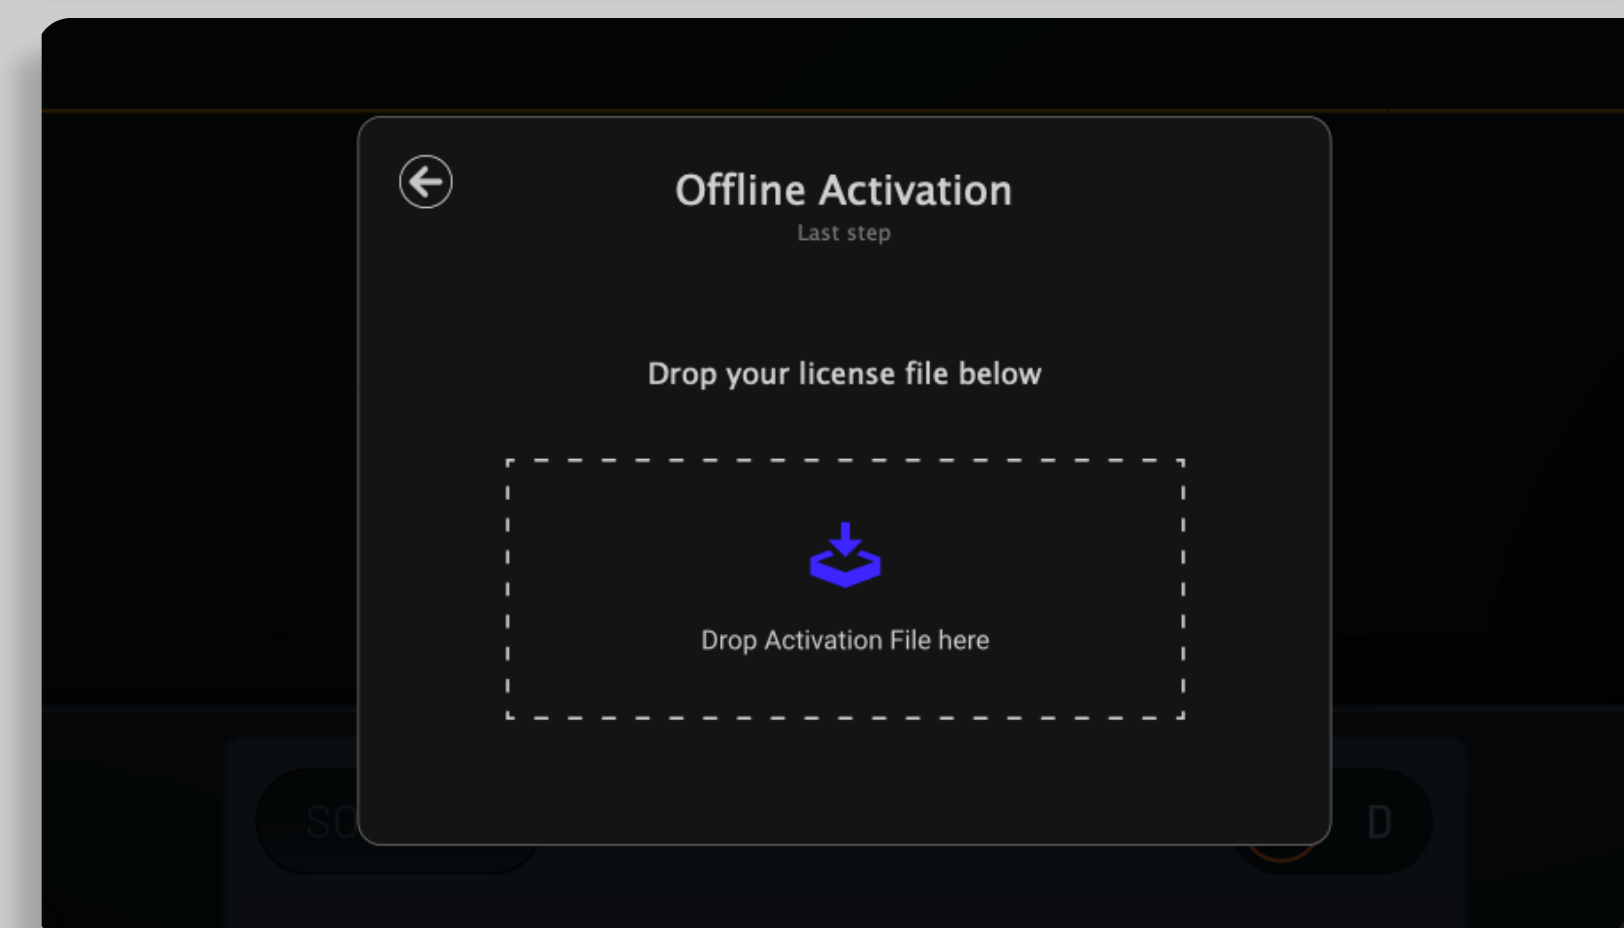 Offline Activation
Last step
Drop your license file below
Drop Activation File here
D